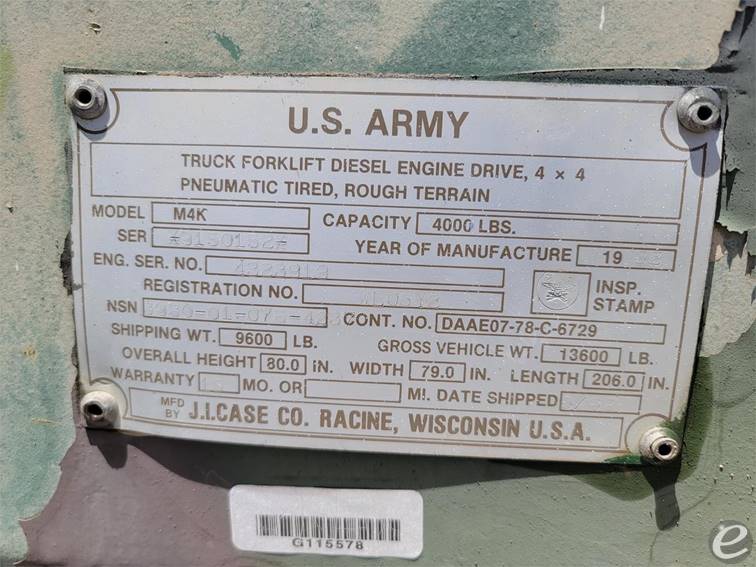 U.S. ARMY
TRUCK FORKLIFT DIESEL ENGINE DRIVE, 4 × 4
PNEUMATIC TIRED, ROUGH TERRAIN
MODEL M4K CAPACITY 4000 LBS.
SER YEAR OF MANUFACTURE 19
ENG. SER. NO. INSP.
REGISTRATION NO. STAMP
NSN CONT. NO. DAAE07-78-C-6729
SHIPPING WT. 9600 LB. GROSS VEHICLE WT. 13600 LB.
OVERALL HEIGHT 80.0 IN. WIDTH 79.0 IN. LENGTH 206.0 IN.
WARRANTY MO. OR MI. DATE SHIPPED
MFD BY J.I.CASE CO. RACINE, WISCONSIN U.S.A.
G115578
e